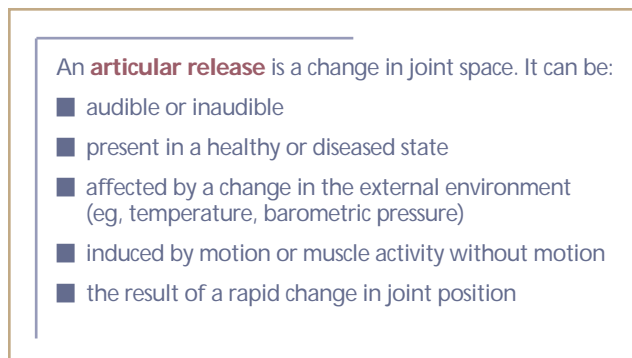 An articular release is a change in joint space. It can be:
■ audible or inaudible
■ present in a healthy or diseased state
■ affected by a change in the external environment
(eg, temperature, barometric pressure)
■ induced by motion or muscle activity without motion
■ the result of a rapid change in joint position